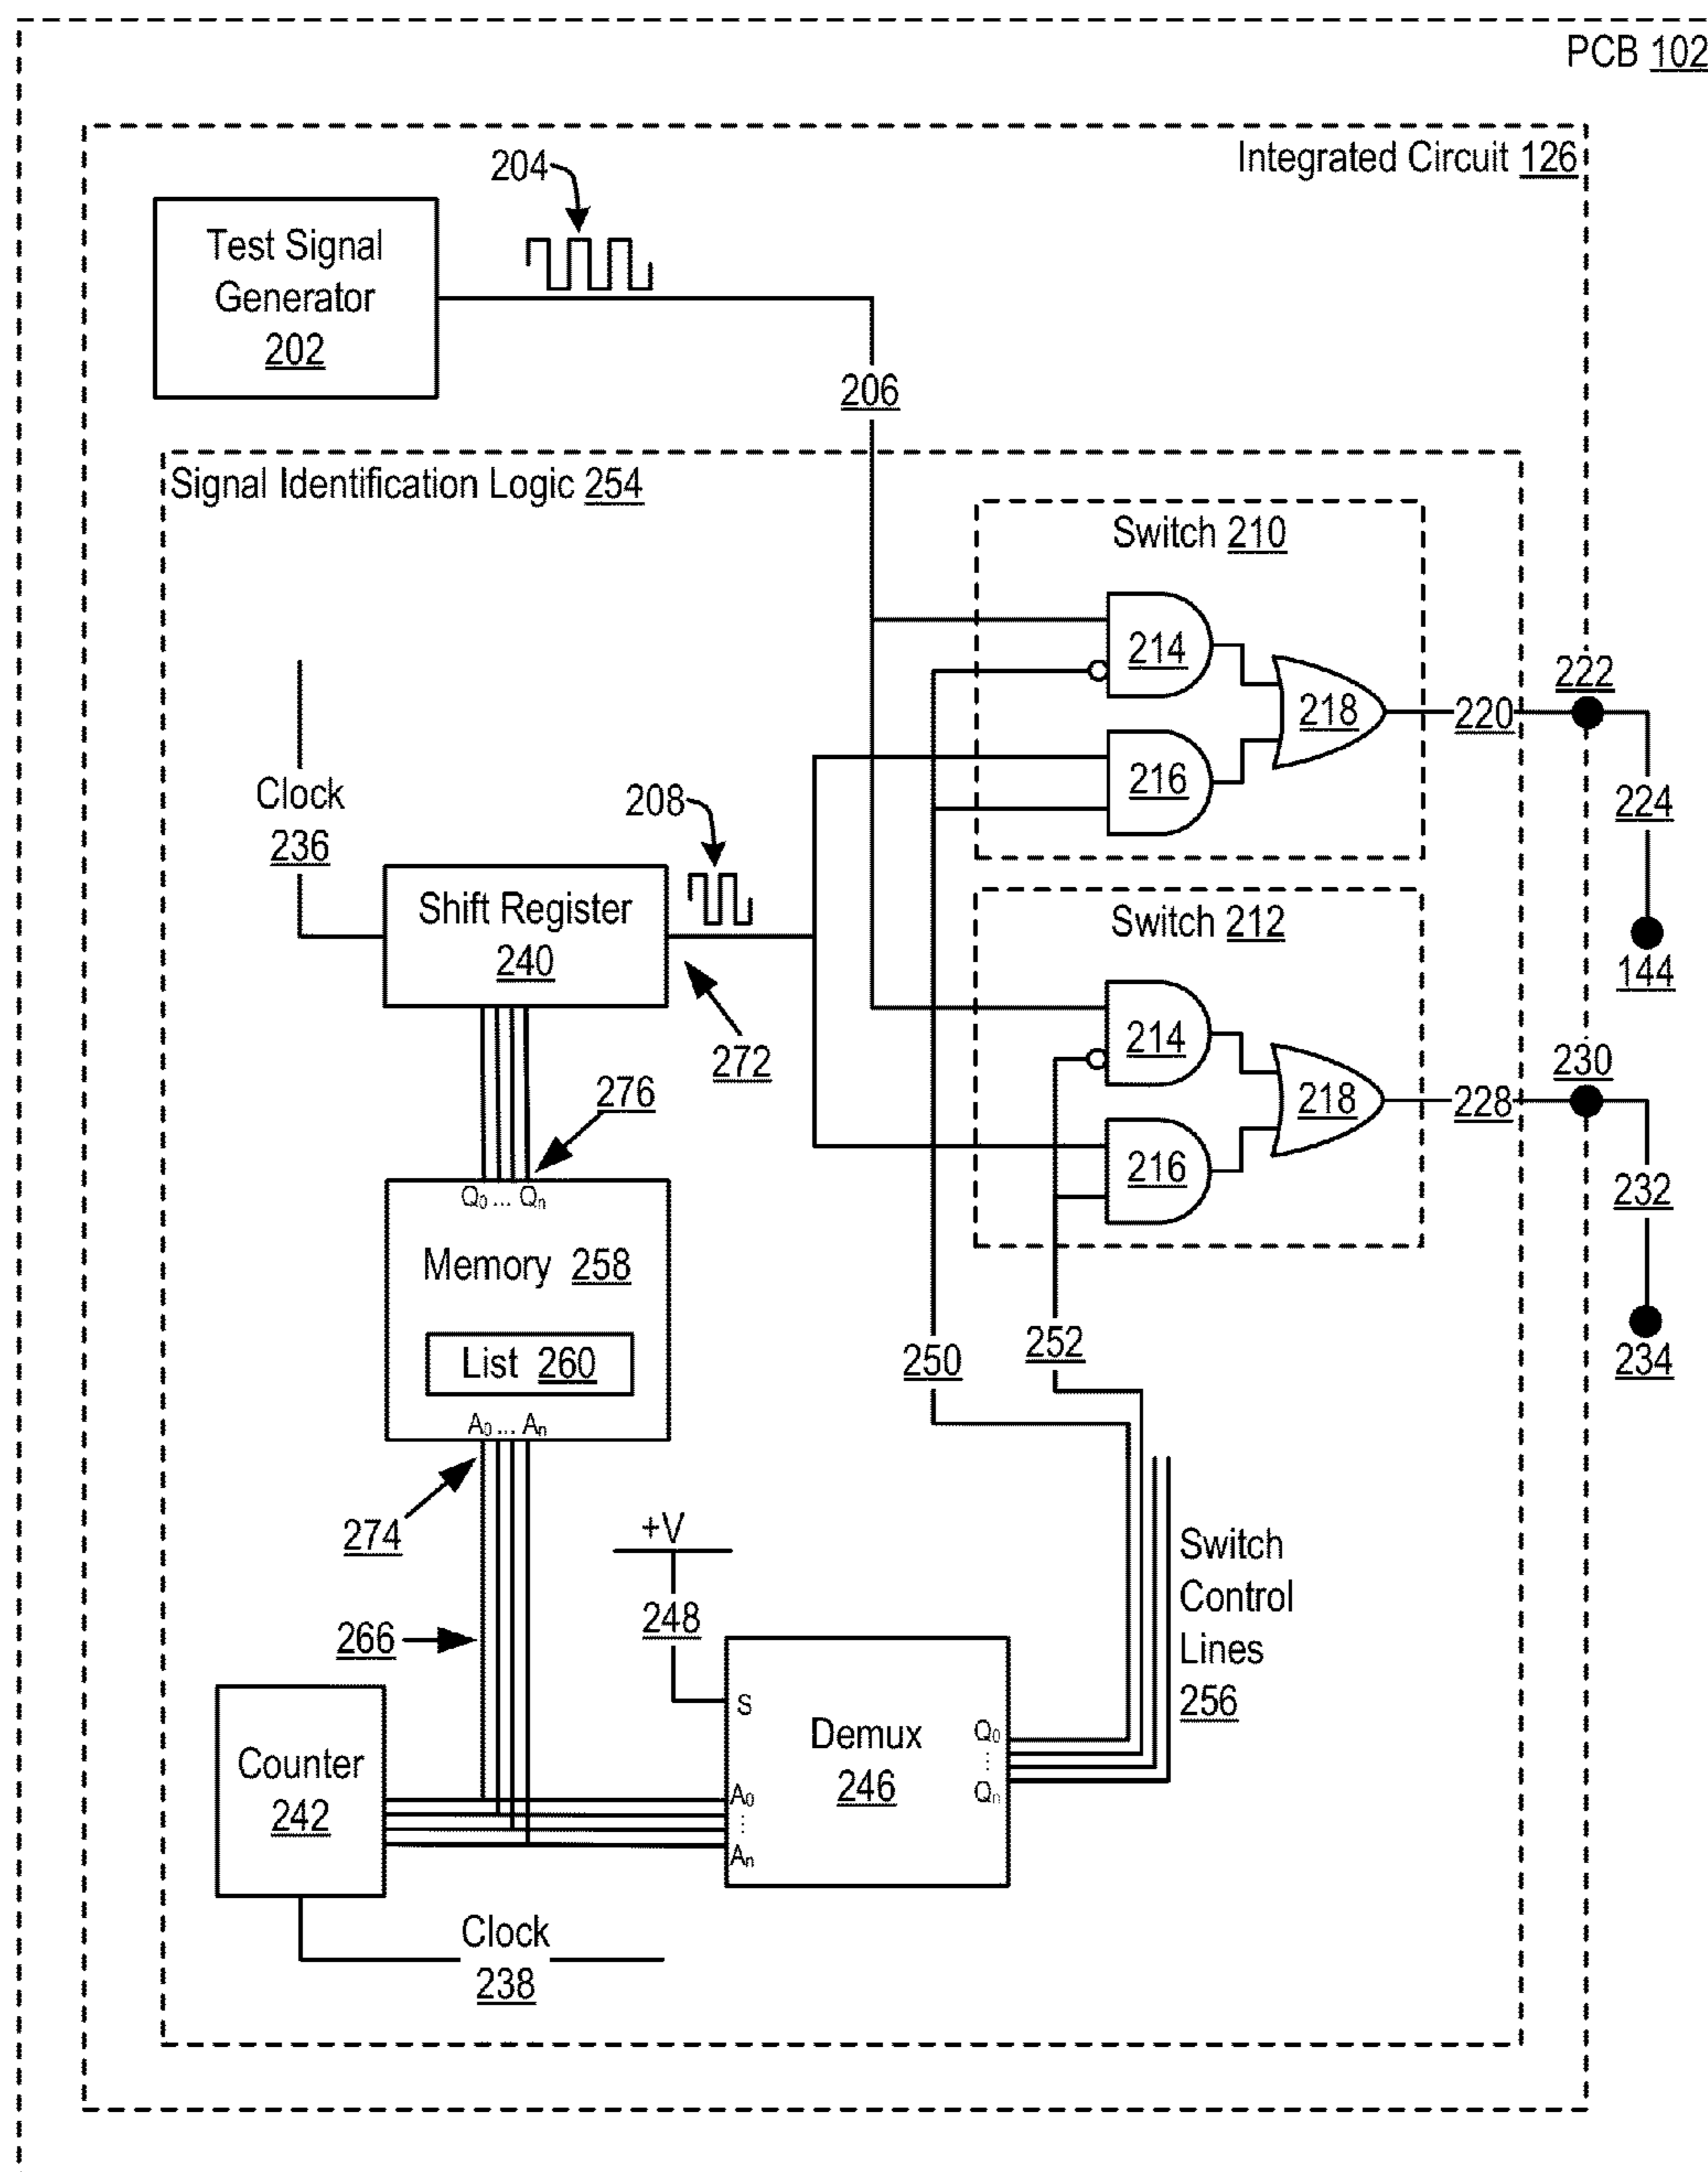 PCB 102
Integrated Circuit 126
204
Test Signal
Generator
202
206
Signal Identification Logic 254
Switch 210
214
216
218
220
222
224
144
Clock
236
208
Shift Register
240
272
Switch 212
214
216
218
228
230
232
234
276
Q0 ... Qn
Memory 258
List 260
A0 ... An
274
250
252
+V
248
266
Switch
Control
Lines
256
S
Demux
246
Q0
⋮
Qn
A0
⋮
An
Counter
242
Clock
238